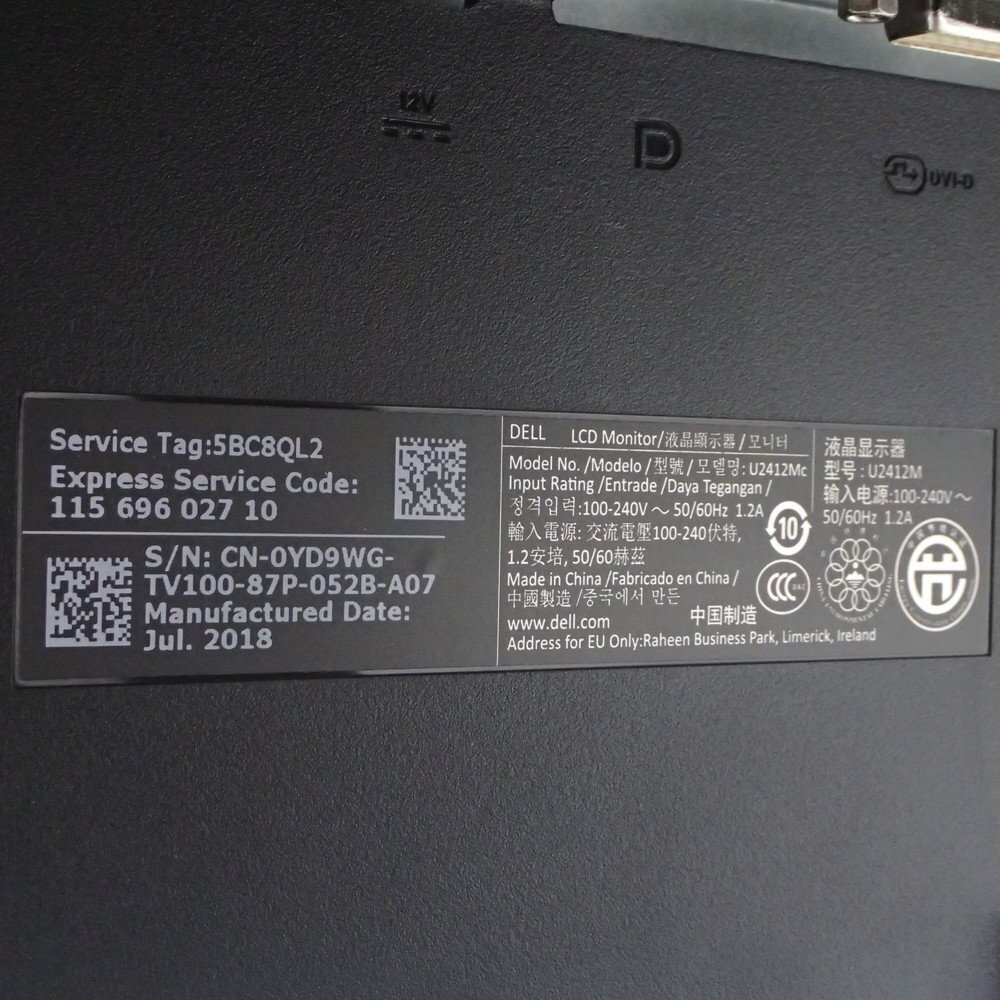 12V
DVI-D
Service Tag:5BC8QL2
Express Service Code:
115 696 027 10
S/N: CN-0YD9WG-
TV100-87P-052B-A07
Manufactured Date:
Jul. 2018
DELL LCD Monitor/液晶顯示器/모니터
Model No. /Modelo /型號/모델명: U2412Mc
Input Rating /Entrade /Daya Tegangan /
정격입력:100-240V～ 50/60Hz 1.2A
輸入電源: 交流電壓100-240伏特,
1.2安培, 50/60赫茲
Made in China /Fabricado en China /
中國製造 /중국에서 만든
中国制造
www.dell.com
Address for EU Only:Raheen Business Park, Limerick, Ireland
10
液晶显示器
型号: U2412M
输入电源:100-240V～
50/60Hz 1.2A